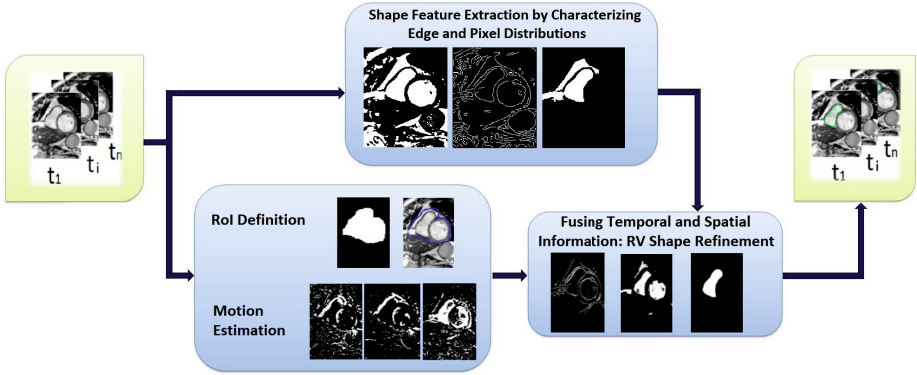 Shape Feature Extraction by Characterizing
Edge and Pixel Distributions
t1
ti
tn
RoI Definition
Motion
Estimation
Fusing Temporal and Spatial
Information: RV Shape Refinement
t1
ti
tn